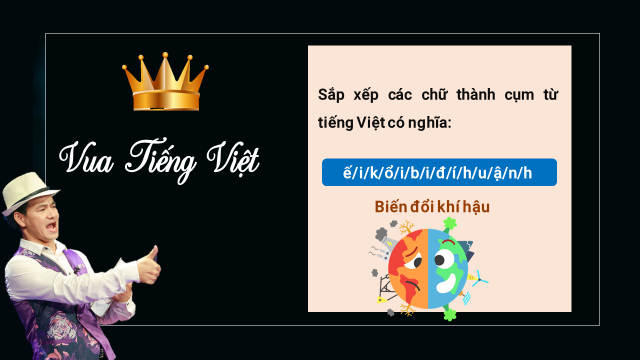 Vua Tiếng Việt
Sắp xếp các chữ thành cụm từ
tiếng Việt có nghĩa:
ế/i/k/ổ/i/b/i/đ/í/h/u/ậ/n/h
Biến đổi khí hậu